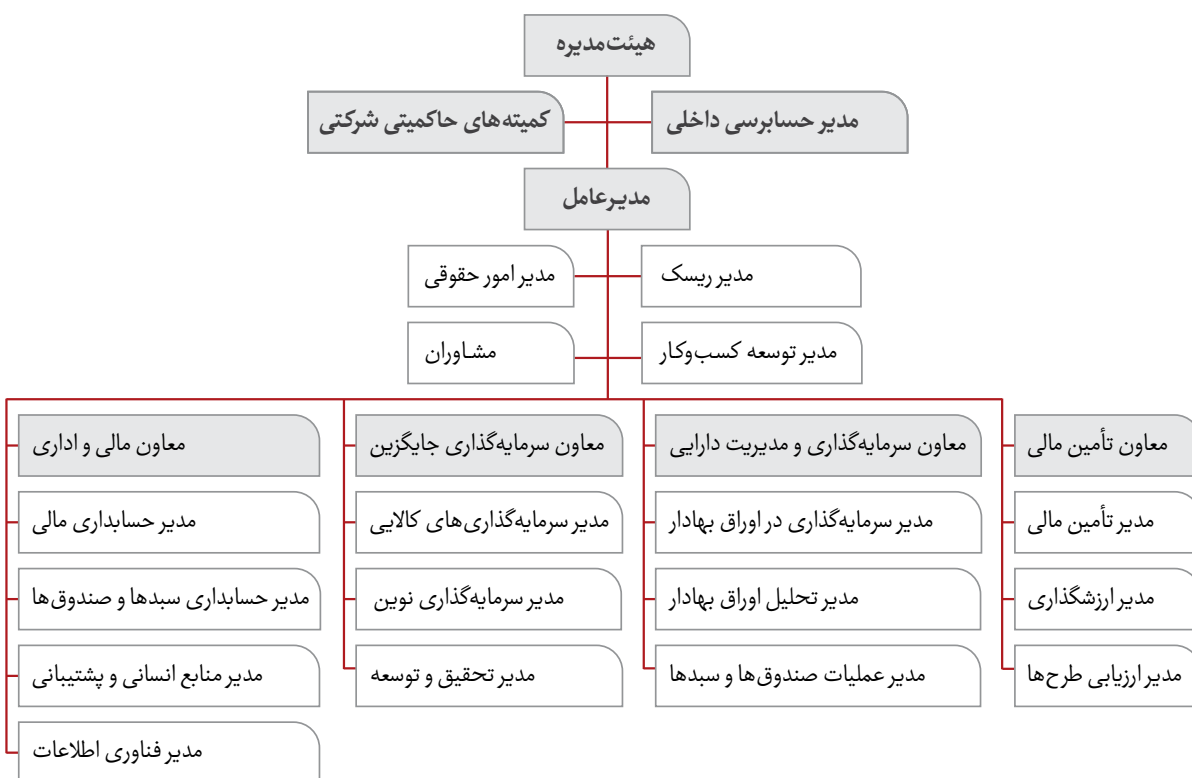 هیئت‌مدیره
مدیر حسابرسی داخلی
کمیته‌های حاکمیتی شرکتی
مدیرعامل
مدیر ریسک
مدیر امور حقوقی
مدیر توسعه کسب‌وکار
مشاوران
معاون تأمین مالی
معاون سرمایه‌گذاری و مدیریت دارایی
معاون سرمایه‌گذاری جایگزین
معاون مالی و اداری
مدیر تأمین مالی
مدیر سرمایه‌گذاری در اوراق بهادار
مدیر سرمایه‌گذاری‌های کالایی
مدیر حسابداری مالی
مدیر ارزشگذاری
مدیر تحلیل اوراق بهادار
مدیر سرمایه‌گذاری نوین
مدیر حسابداری سبدها و صندوق‌ها
مدیر ارزیابی طرح‌ها
مدیر عملیات صندوق‌ها و سبدها
مدیر تحقیق و توسعه
مدیر منابع انسانی و پشتیبانی
مدیر فناوری اطلاعات